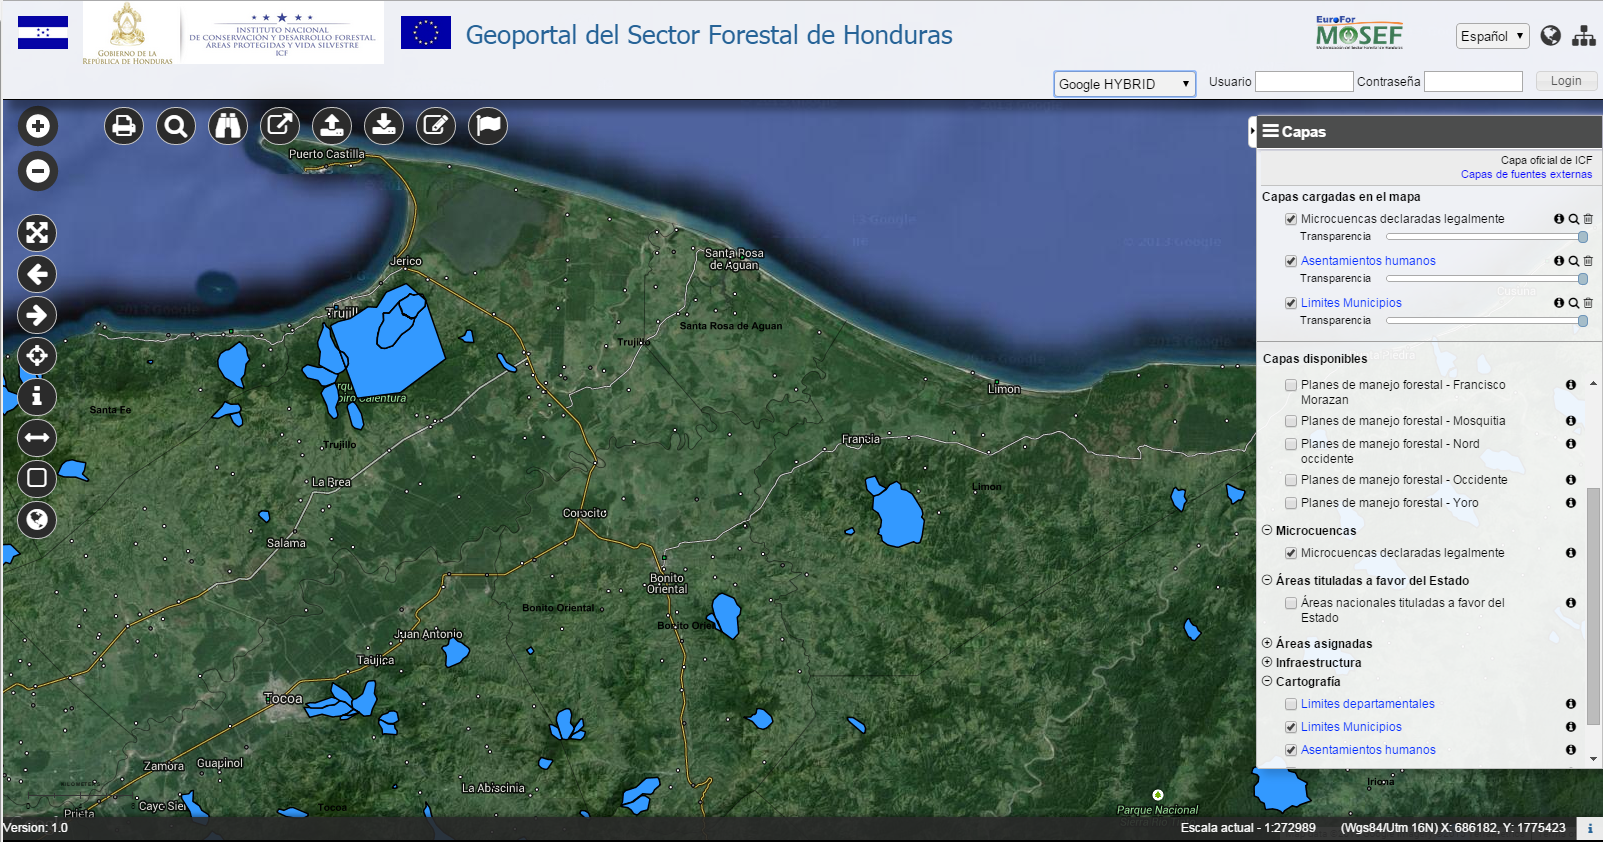 GOBIERNO DE LA
REPÚBLICA DE HONDURAS
INSTITUTO NACIONAL
DE CONSERVACIÓN Y DESARROLLO FORESTAL,
ÁREAS PROTEGIDAS Y VIDA SILVESTRE
ICF
Geoportal del Sector Forestal de Honduras
EuroFor
MOSEF
Español
Google HYBRID
Usuario
Contraseña
Login
Puerto Castilla
Jerico
Santa Rosa
de Aguan
Santa Rosa de Aguan
Trujill
Trujillo
Limon
Santa Fe
Trujillo
Francia
La Brea
Limon
Corocito
Salama
Bonito
Oriental
Bonito Oriental
Bonito Orie
Juan Antonio
Taujica
Tocoa
Zamora
Guapinol
La Abiscinia
Cayo Sie
Tocoa
Prieta
Parque Nacional
Iriona
Capas
Capa oficial de ICF
Capas de fuentes externas
Capas cargadas en el mapa
Microcuencas declaradas legalmente
Transparencia
Asentamientos humanos
Transparencia
Limites Municipios
Transparencia
Capas disponibles
Planes de manejo forestal - Francisco
Morazan
Planes de manejo forestal - Mosquitia
Planes de manejo forestal - Nord
occidente
Planes de manejo forestal - Occidente
Planes de manejo forestal - Yoro
Microcuencas
Microcuencas declaradas legalmente
Áreas tituladas a favor del Estado
Áreas nacionales tituladas a favor del
Estado
Áreas asignadas
Infraestructura
Cartografía
Limites departamentales
Limites Municipios
Asentamientos humanos
Version: 1.0
Escala actual - 1:272989
(Wgs84/Utm 16N) X: 686182, Y: 1775423